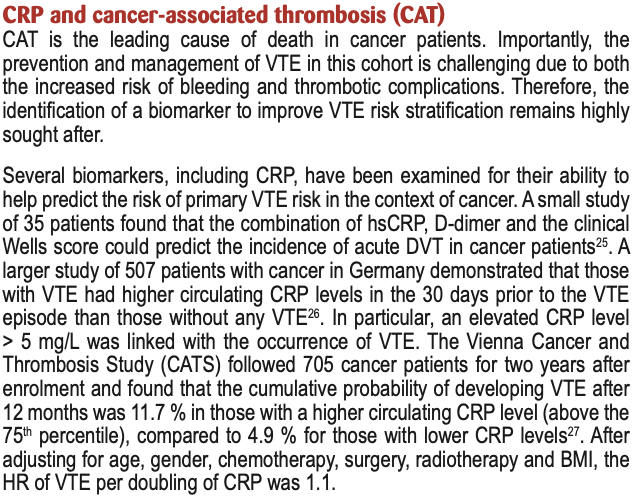 CRP and cancer-associated thrombosis (CAT)
CAT is the leading cause of death in cancer patients. Importantly, the
prevention and management of VTE in this cohort is challenging due to both
the increased risk of bleeding and thrombotic complications. Therefore, the
identification of a biomarker to improve VTE risk stratification remains highly
sought after.
Several biomarkers, including CRP, have been examined for their ability to
help predict the risk of primary VTE risk in the context of cancer. A small study
of 35 patients found that the combination of hsCRP, D-dimer and the clinical
Wells score could predict the incidence of acute DVT in cancer patients²⁵. A
larger study of 507 patients with cancer in Germany demonstrated that those
with VTE had higher circulating CRP levels in the 30 days prior to the VTE
episode than those without any VTE²⁶. In particular, an elevated CRP level
> 5 mg/L was linked with the occurrence of VTE. The Vienna Cancer and
Thrombosis Study (CATS) followed 705 cancer patients for two years after
enrolment and found that the cumulative probability of developing VTE after
12 months was 11.7 % in those with a higher circulating CRP level (above the
75ᵗʰ percentile), compared to 4.9 % for those with lower CRP levels²⁷. After
adjusting for age, gender, chemotherapy, surgery, radiotherapy and BMI, the
HR of VTE per doubling of CRP was 1.1.